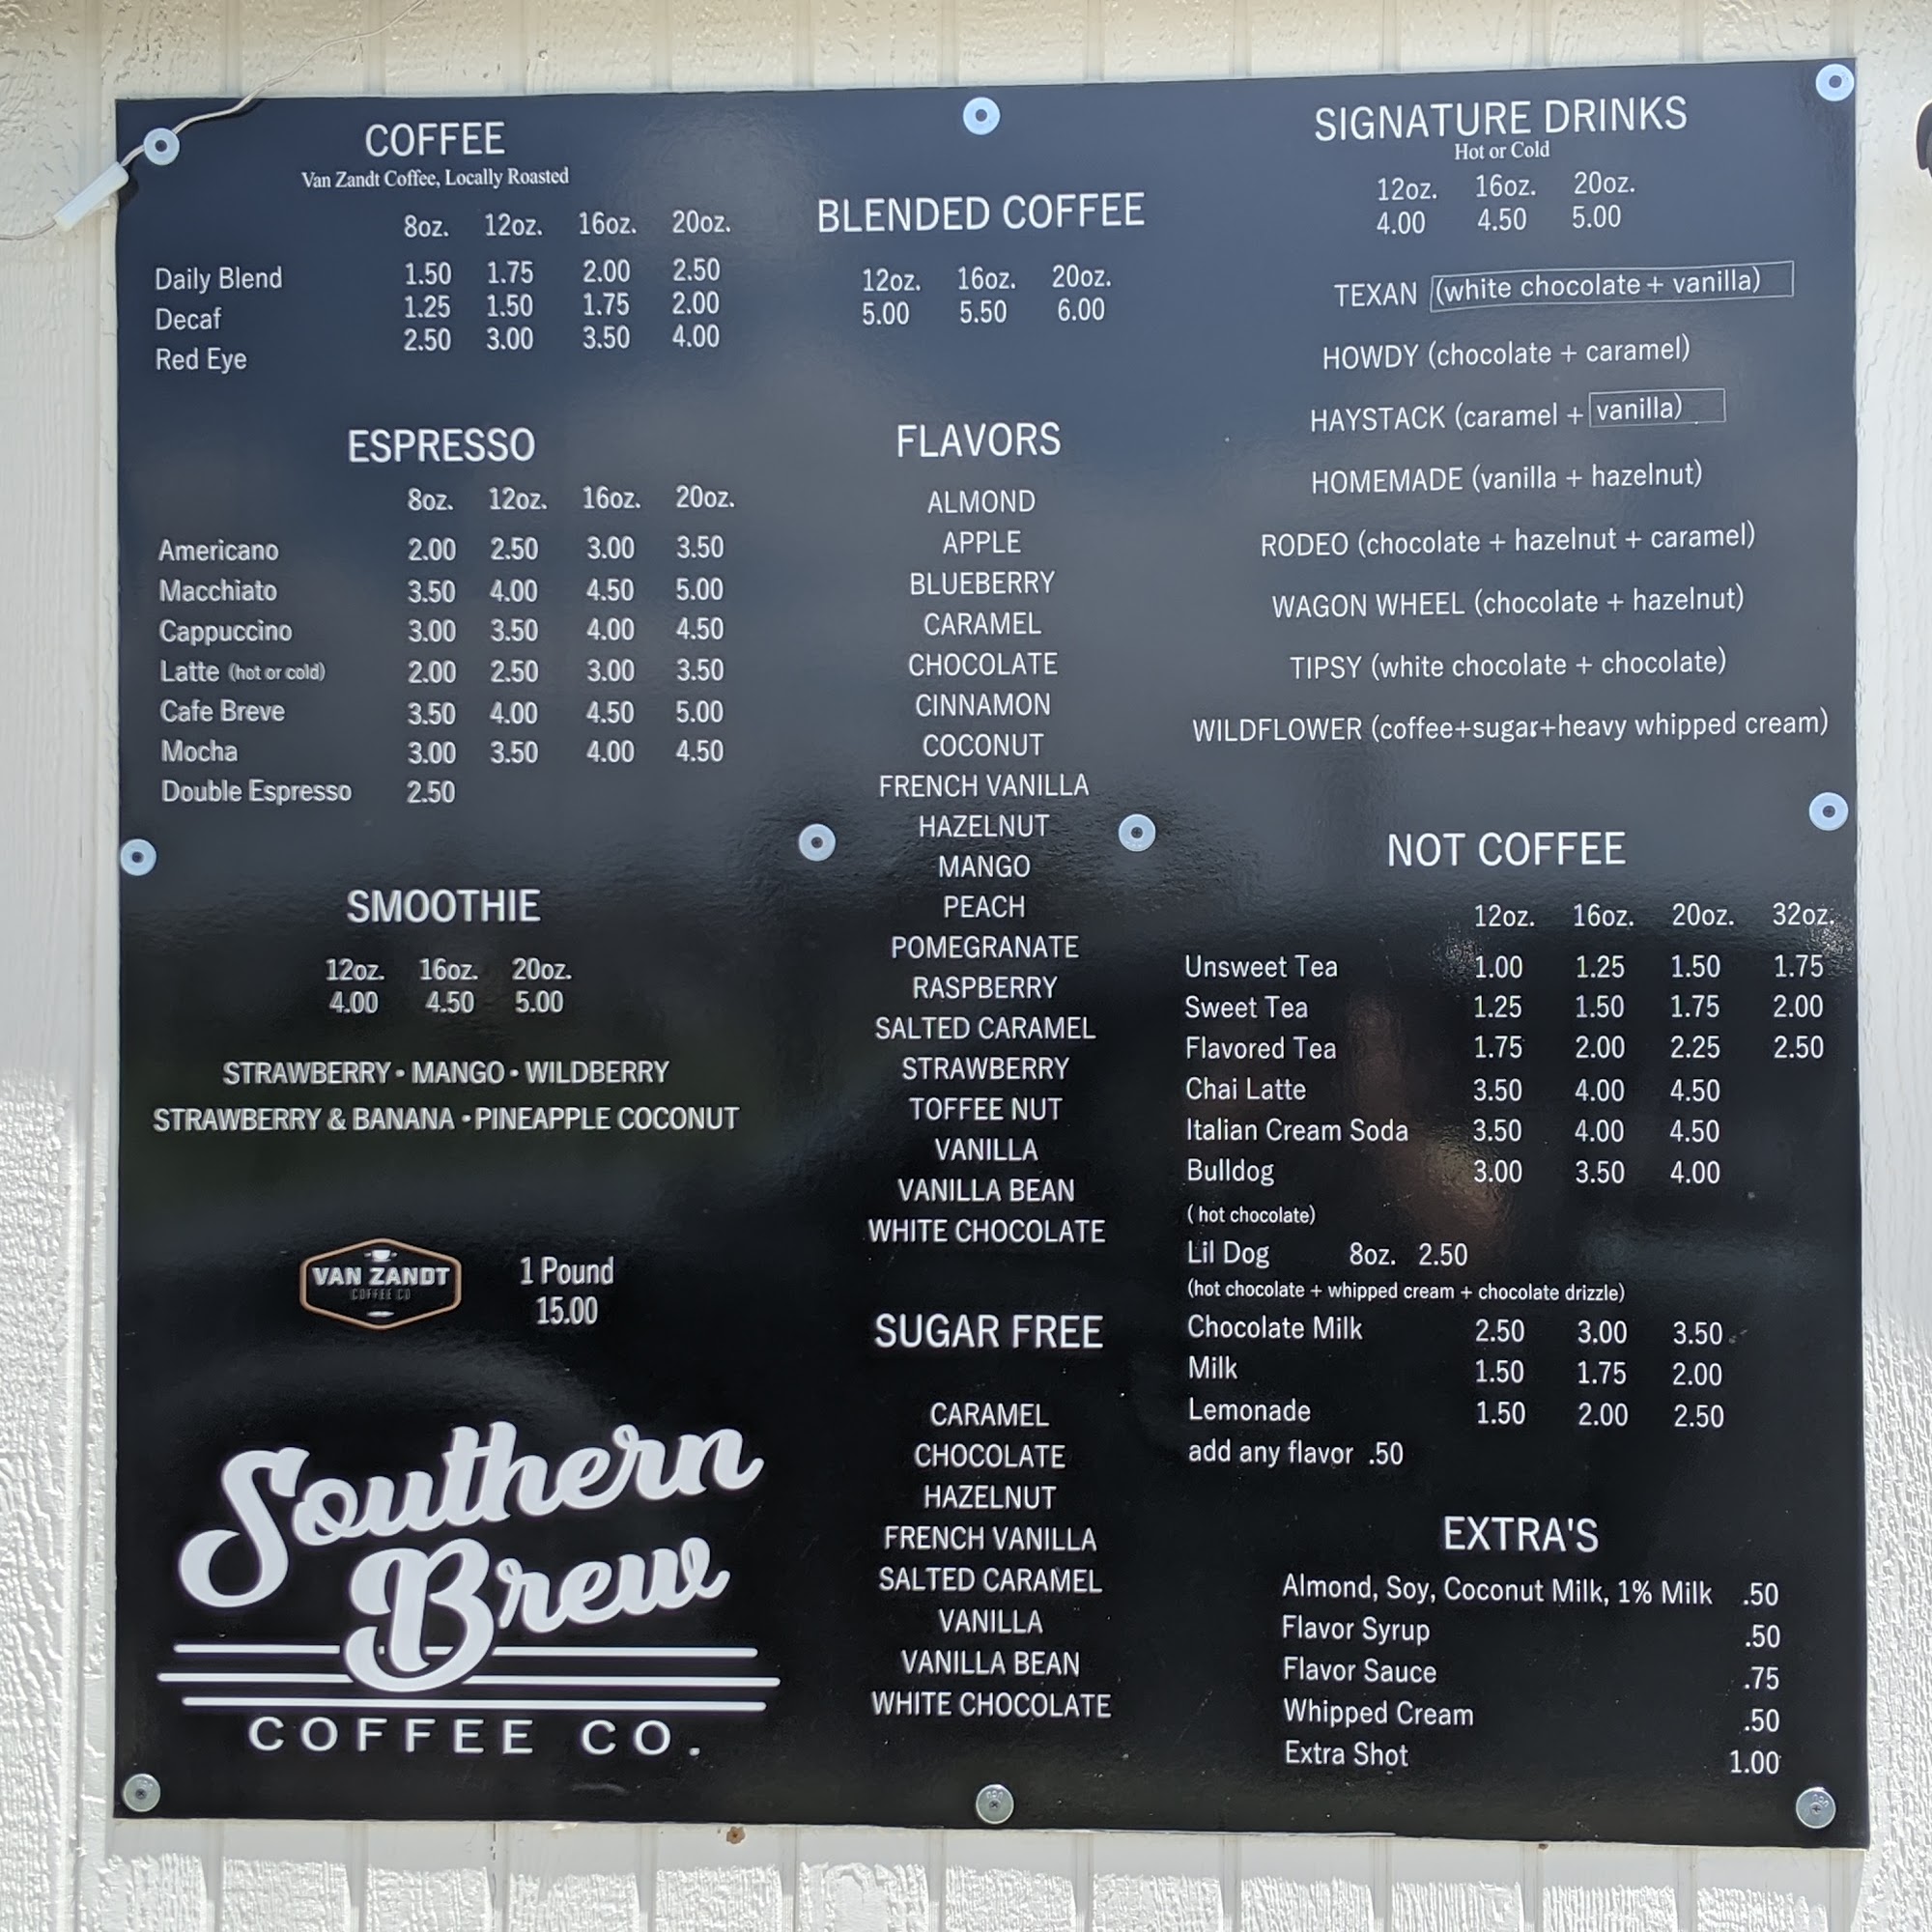 COFFEE
Van Zandt Coffee, Locally Roasted
8oz. 12oz. 16oz. 20oz.
Daily Blend 1.50 1.75 2.00 2.50
Decaf 1.25 1.50 1.75 2.00
Red Eye 2.50 3.00 3.50 4.00
ESPRESSO
8oz. 12oz. 16oz. 20oz.
Americano 2.00 2.50 3.00 3.50
Macchiato 3.50 4.00 4.50 5.00
Cappuccino 3.00 3.50 4.00 4.50
Latte (hot or cold) 2.00 2.50 3.00 3.50
Cafe Breve 3.50 4.00 4.50 5.00
Mocha 3.00 3.50 4.00 4.50
Double Espresso 2.50
SMOOTHIE
12oz. 16oz. 20oz.
4.00 4.50 5.00
STRAWBERRY • MANGO • WILDBERRY
STRAWBERRY & BANANA • PINEAPPLE COCONUT
VAN ZANDT
COFFEE CO
1 Pound
15.00
Southern
Brew
COFFEE CO.
BLENDED COFFEE
12oz. 16oz. 20oz.
5.00 5.50 6.00
FLAVORS
ALMOND
APPLE
BLUEBERRY
CARAMEL
CHOCOLATE
CINNAMON
COCONUT
FRENCH VANILLA
HAZELNUT
MANGO
PEACH
POMEGRANATE
RASPBERRY
SALTED CARAMEL
STRAWBERRY
TOFFEE NUT
VANILLA
VANILLA BEAN
WHITE CHOCOLATE
SUGAR FREE
CARAMEL
CHOCOLATE
HAZELNUT
FRENCH VANILLA
SALTED CARAMEL
VANILLA
VANILLA BEAN
WHITE CHOCOLATE
SIGNATURE DRINKS
Hot or Cold
12oz. 16oz. 20oz.
4.00 4.50 5.00
TEXAN (white chocolate + vanilla)
HOWDY (chocolate + caramel)
HAYSTACK (caramel + vanilla)
HOMEMADE (vanilla + hazelnut)
RODEO (chocolate + hazelnut + caramel)
WAGON WHEEL (chocolate + hazelnut)
TIPSY (white chocolate + chocolate)
WILDFLOWER (coffee+sugar+heavy whipped cream)
NOT COFFEE
12oz. 16oz. 20oz. 32oz.
Unsweet Tea 1.00 1.25 1.50 1.75
Sweet Tea 1.25 1.50 1.75 2.00
Flavored Tea 1.75 2.00 2.25 2.50
Chai Latte 3.50 4.00 4.50
Italian Cream Soda 3.50 4.00 4.50
Bulldog 3.00 3.50 4.00
( hot chocolate)
Lil Dog 8oz. 2.50
(hot chocolate + whipped cream + chocolate drizzle)
Chocolate Milk 2.50 3.00 3.50
Milk 1.50 1.75 2.00
Lemonade 1.50 2.00 2.50
add any flavor .50
EXTRA'S
Almond, Soy, Coconut Milk, 1% Milk .50
Flavor Syrup .50
Flavor Sauce .75
Whipped Cream .50
Extra Shot 1.00